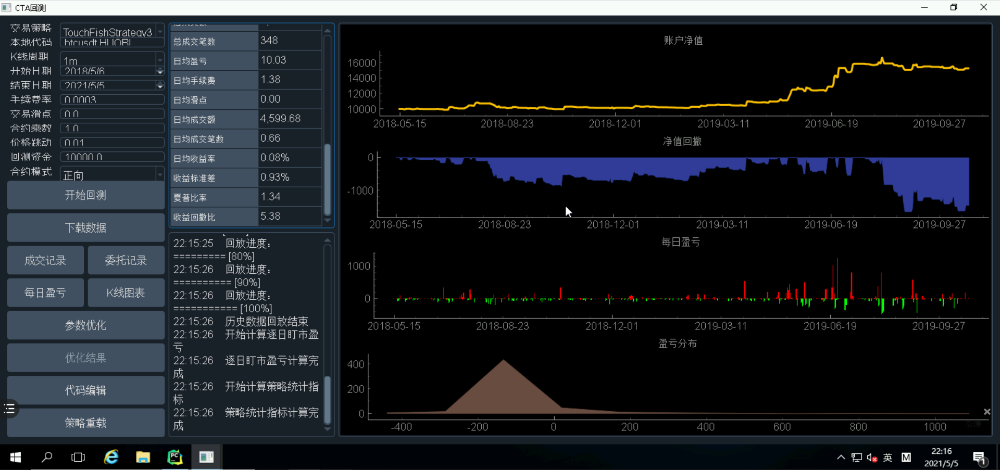 CTA回测
交易策略
TouchFishStrategy3
本地代码
btcusdt.HUOBI
K线周期
1m
开始日期
2018/5/6
结束日期
2021/5/5
手续费率
0.0003
交易滑点
0.0
合约乘数
1.0
价格跳动
0.01
回测资金
10000.0
合约模式
正向
开始回测
下载数据
成交记录
委托记录
每日盈亏
K线图表
参数优化
优化结果
代码编辑
策略重载
总成交笔数
348
日均盈亏
10.03
日均手续费
1.38
日均滑点
0.00
日均成交额
4,599.68
日均成交笔数
0.66
日均收益率
0.08%
收益标准差
0.93%
夏普比率
1.34
收益回撤比
5.38
22:15:25 回放进度：
========= [80%]
22:15:26 回放进度：
========== [90%]
22:15:26 回放进度：
=========== [100%]
22:15:26 历史数据回放结束
22:15:26 开始计算逐日盯市盈
亏
22:15:26 逐日盯市盈亏计算完
成
22:15:26 开始计算策略统计指
标
22:15:26 策略统计指标计算完
成
账户净值
16000
14000
12000
10000
2018-05-15 2018-08-23 2018-12-01 2019-03-11 2019-06-19 2019-09-27
净值回撤
0
-1000
2018-05-15 2018-08-23 2018-12-01 2019-03-11 2019-06-19 2019-09-27
每日盈亏
1000
0
2018-05-15 2018-08-23 2018-12-01 2019-03-11 2019-06-19 2019-09-27
盈亏分布
400
200
0
-400 -200 0 200 400 600 800 1000
反馈
PC
英
M
22:16
2021/5/5
1